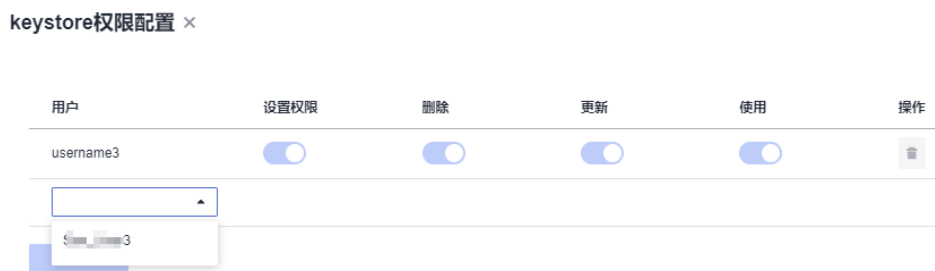 keystore权限配置 ×
用户 设置权限 删除 更新 使用 操作
username3